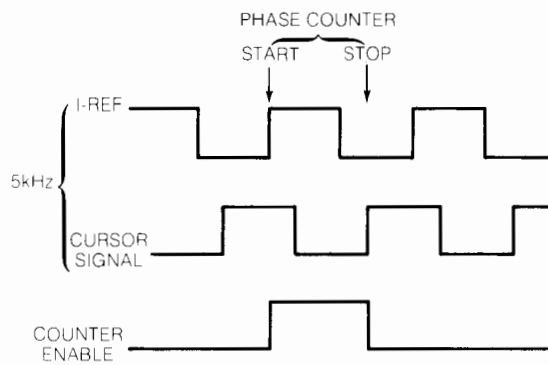 PHASE COUNTER
START STOP
I-REF
5kHz
CURSOR
SIGNAL
COUNTER
ENABLE